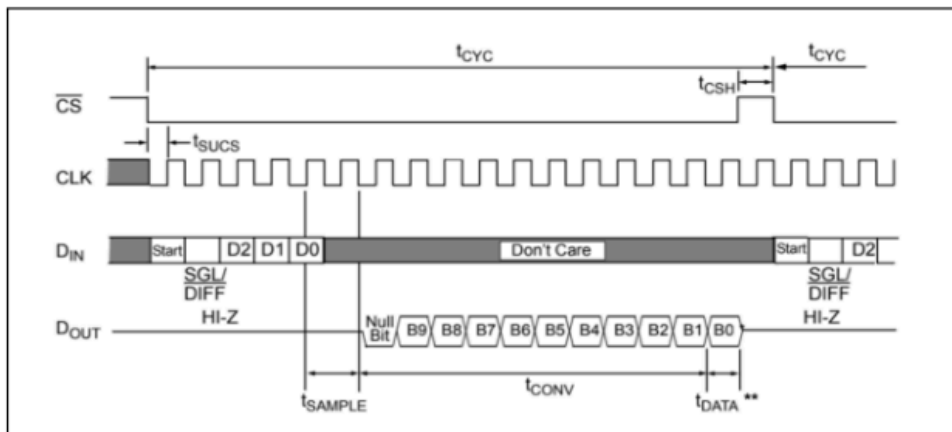 tCYC tCYC
tCSH
CS
tSUCS
CLK
DIN Start D2 D1 D0 Don't Care Start D2
SGL/ SGL/
DIFF DIFF
HI-Z HI-Z
DOUT Null Bit B9 B8 B7 B6 B5 B4 B3 B2 B1 B0 *
tSAMPLE tCONV tDATA **